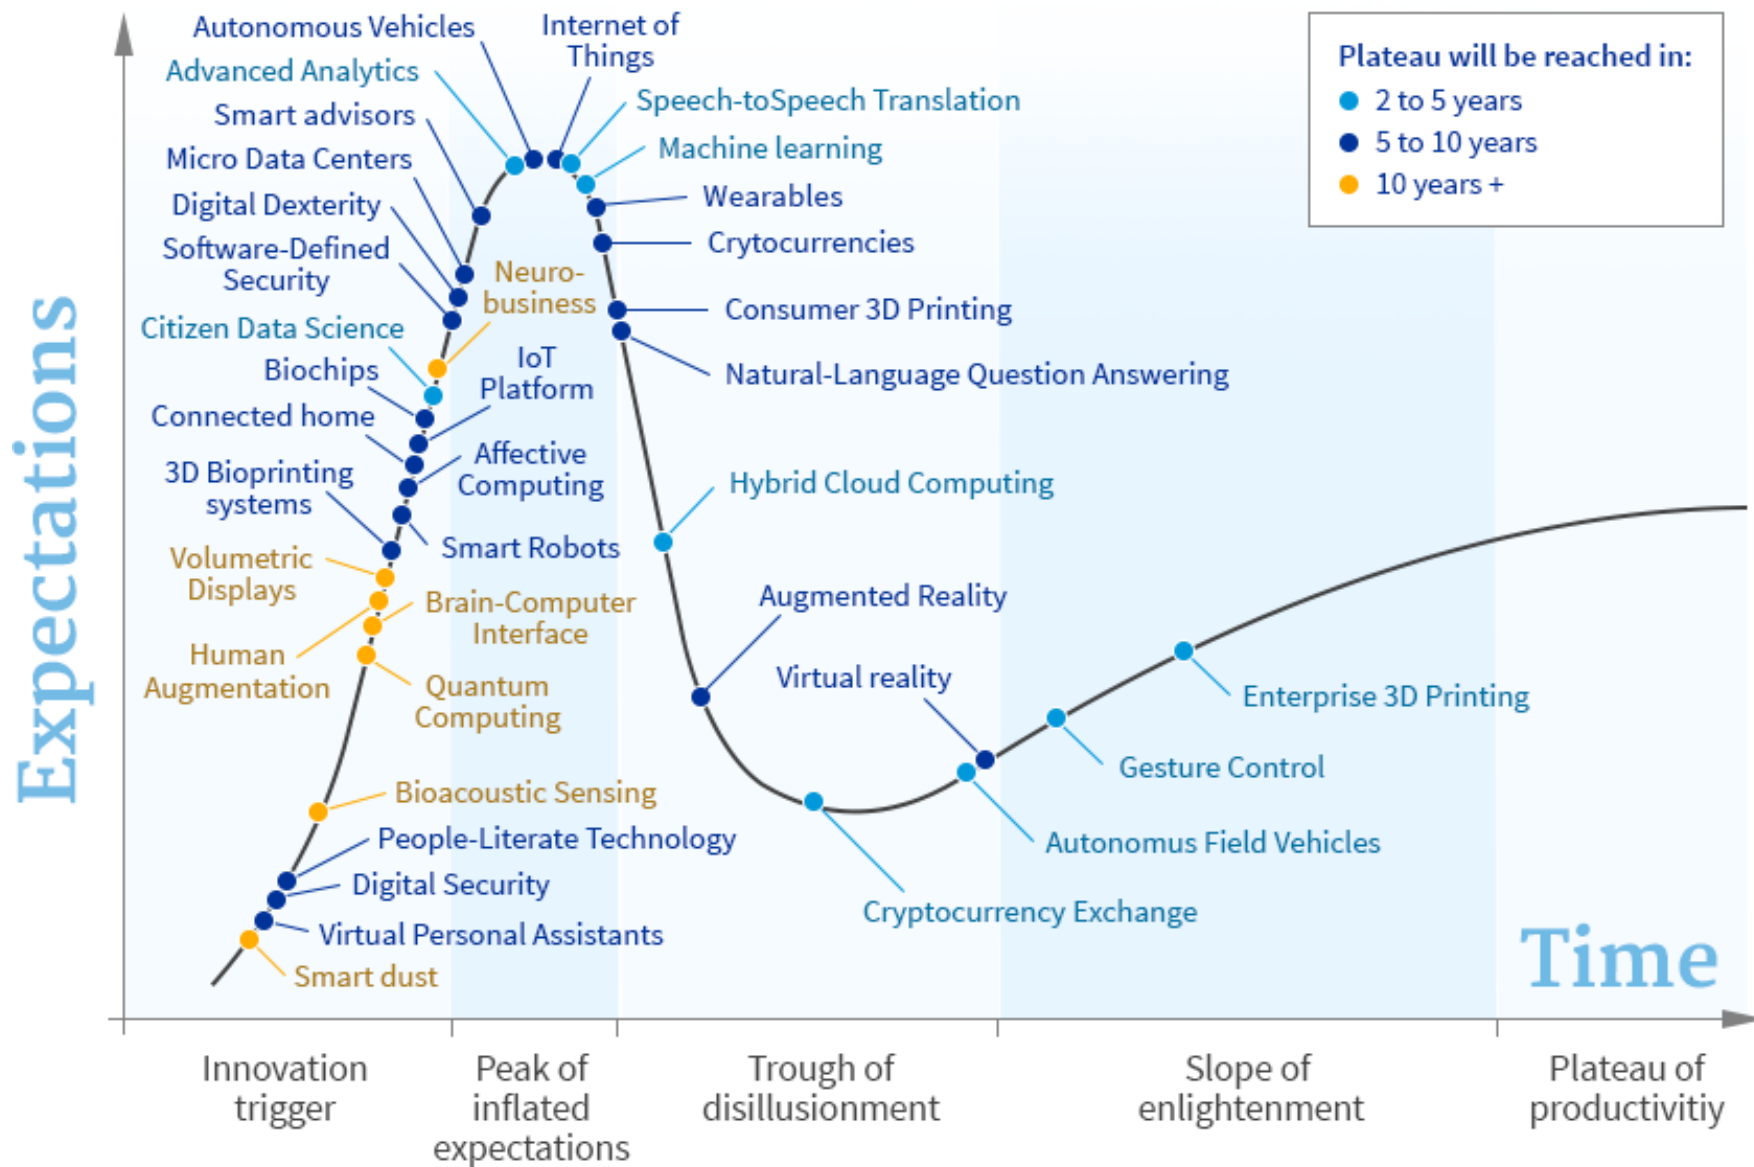 Autonomous Vehicles
Internet of
Things
Advanced Analytics
Speech-toSpeech Translation
Smart advisors
Machine learning
Micro Data Centers
Wearables
Digital Dexterity
Crytocurrencies
Software-Defined
Security
Neuro-
business
Consumer 3D Printing
Citizen Data Science
Biochips
IoT
Platform
Natural-Language Question Answering
Connected home
Affective
Computing
3D Bioprinting
systems
Hybrid Cloud Computing
Smart Robots
Volumetric
Displays
Brain-Computer
Interface
Augmented Reality
Human
Augmentation
Quantum
Computing
Virtual reality
Enterprise 3D Printing
Gesture Control
Bioacoustic Sensing
People-Literate Technology
Autonomus Field Vehicles
Digital Security
Cryptocurrency Exchange
Virtual Personal Assistants
Smart dust
Plateau will be reached in:
2 to 5 years
5 to 10 years
10 years +
Expectations
Time
Innovation
trigger
Peak of
inflated
expectations
Trough of
disillusionment
Slope of
enlightenment
Plateau of
productivitiy